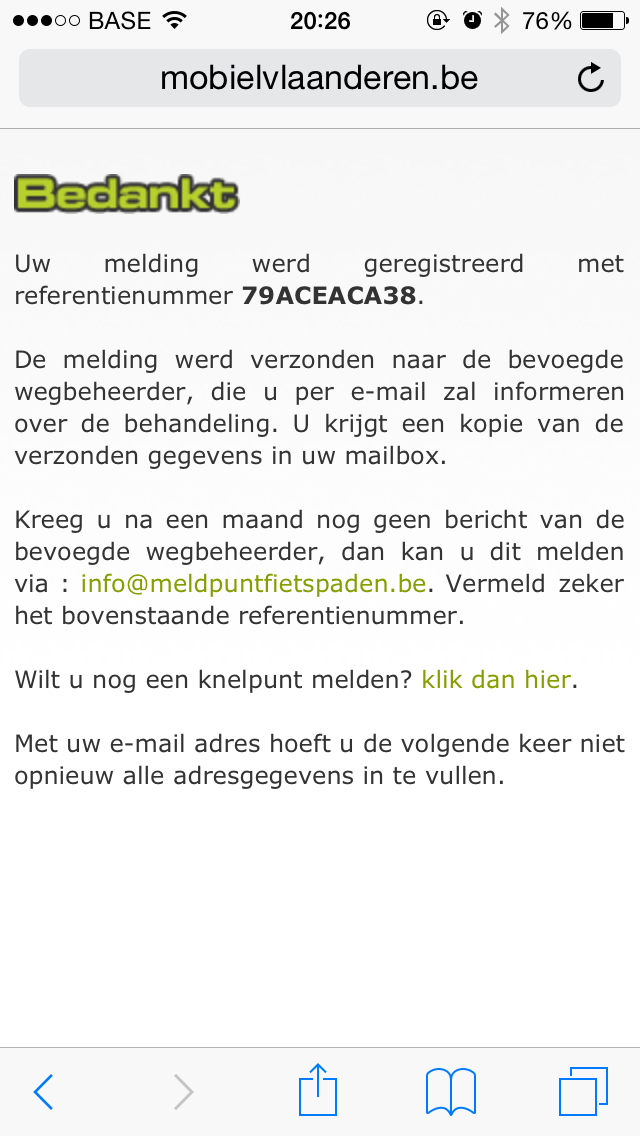 BASE 20:26 76%
mobielvlaanderen.be
Bedankt
Uw melding werd geregistreerd met
referentienummer 79ACEACA38.
De melding werd verzonden naar de bevoegde
wegbeheerder, die u per e-mail zal informeren
over de behandeling. U krijgt een kopie van de
verzonden gegevens in uw mailbox.
Kreeg u na een maand nog geen bericht van de
bevoegde wegbeheerder, dan kan u dit melden
via : info@meldpuntfietspaden.be. Vermeld zeker
het bovenstaande referentienummer.
Wilt u nog een knelpunt melden? klik dan hier.
Met uw e-mail adres hoeft u de volgende keer niet
opnieuw alle adresgegevens in te vullen.